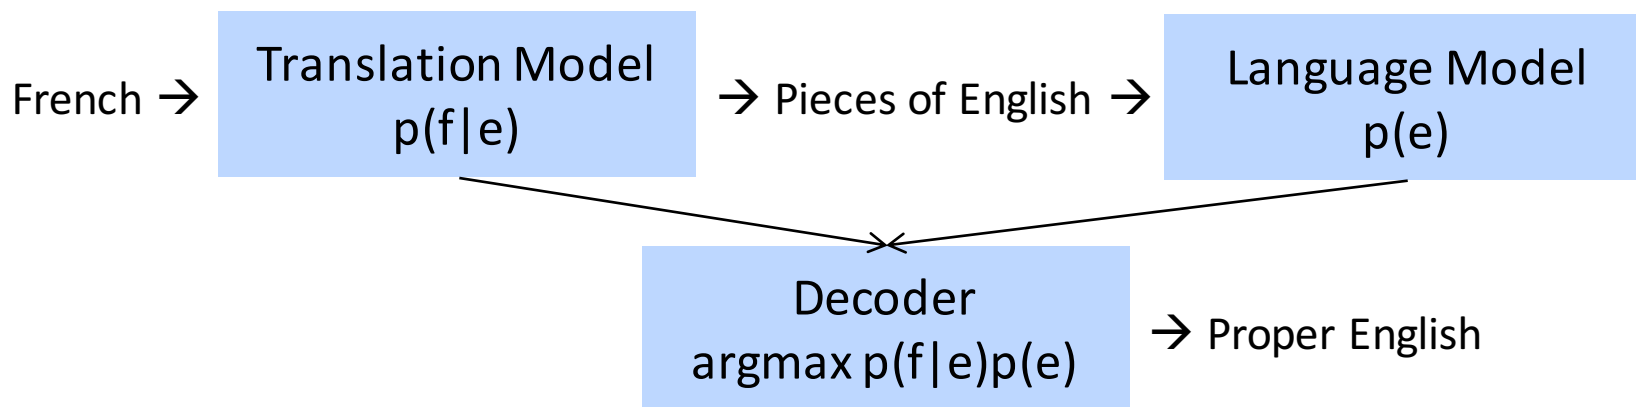 French →
Translation Model
p(f|e)
→ Pieces of English →
Language Model
p(e)
Decoder
argmax p(f|e)p(e)
→ Proper English